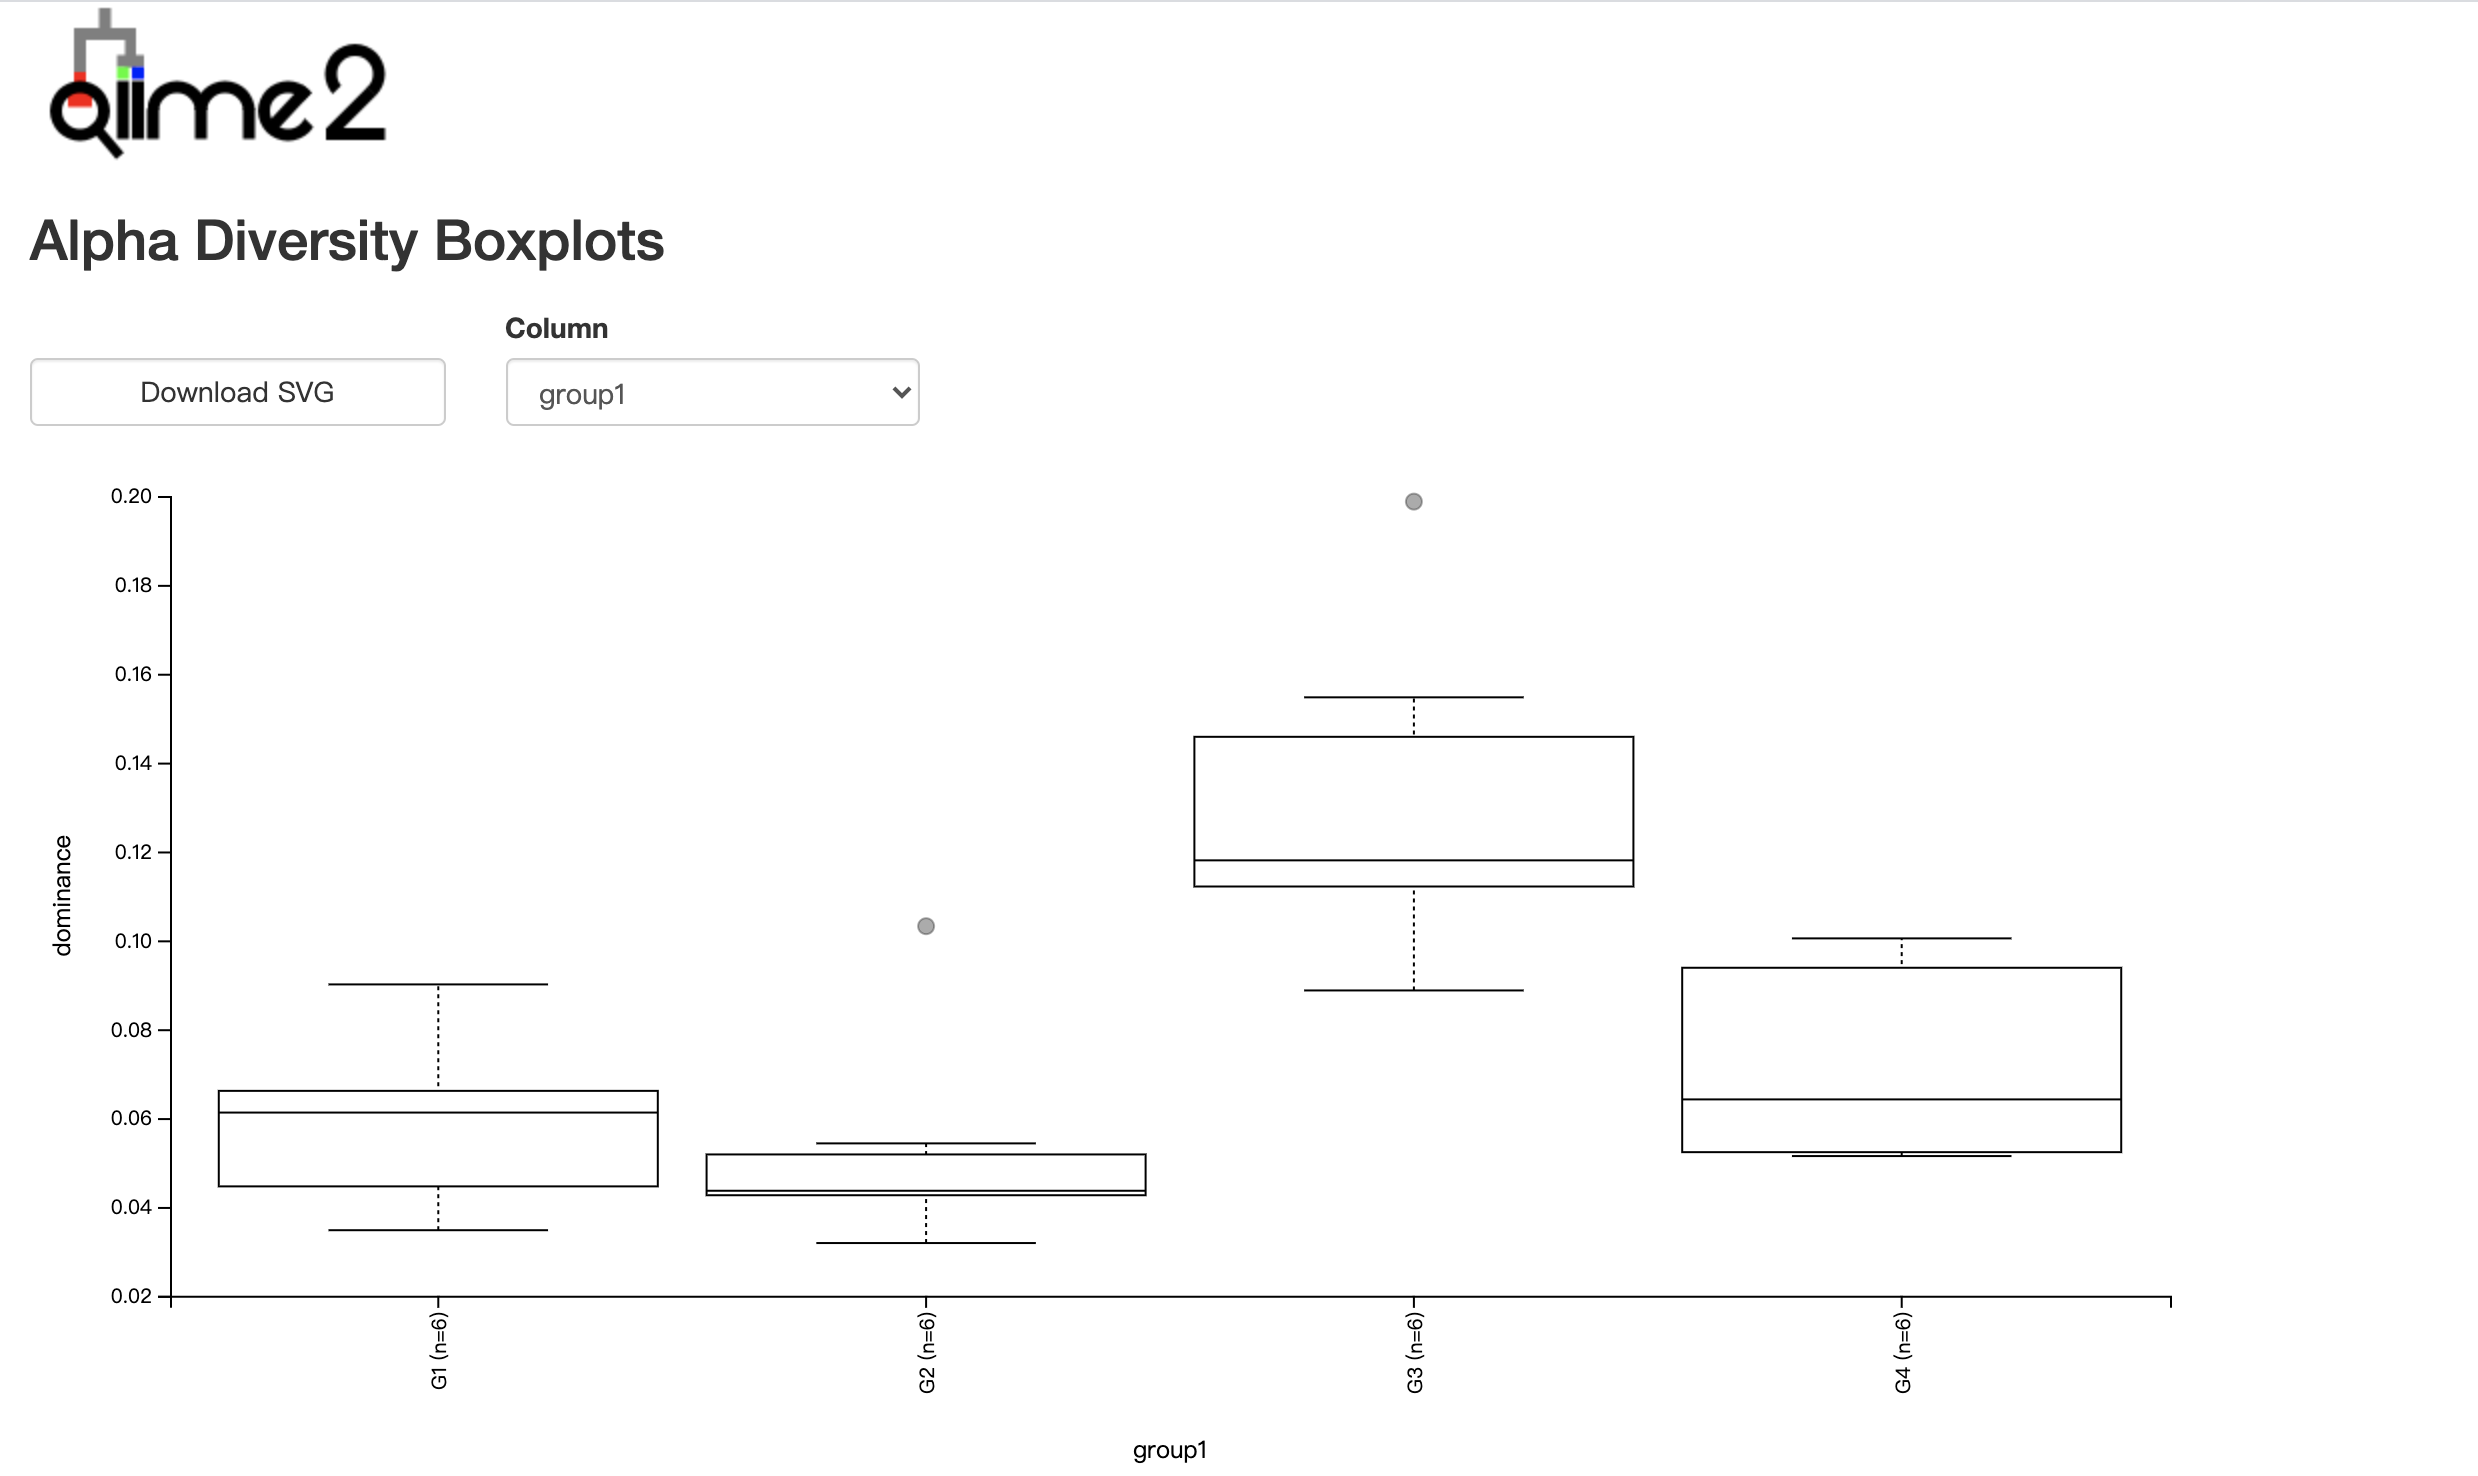 qiime2
Alpha Diversity Boxplots
Column
Download SVG
group1
0.20
0.18
0.16
0.14
0.12
0.10
0.08
0.06
0.04
0.02
dominance
G1 (n=6)
G2 (n=6)
G3 (n=6)
G4 (n=6)
group1